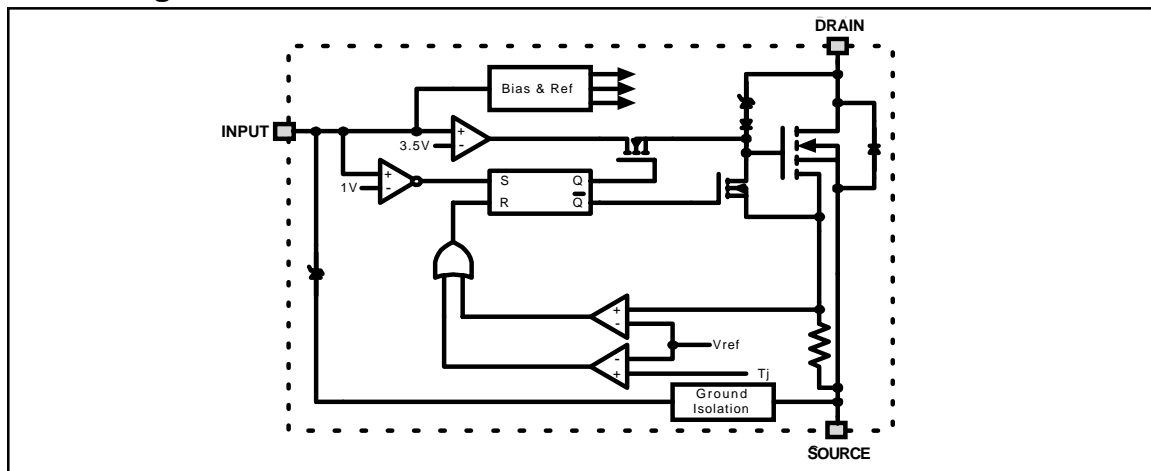 DRAIN
Bias & Ref
INPUT
+
3.5V
-
+
1V
-
S
Q
R
Q
+
-
Vref
-
+
Tj
Ground
Isolation
SOURCE